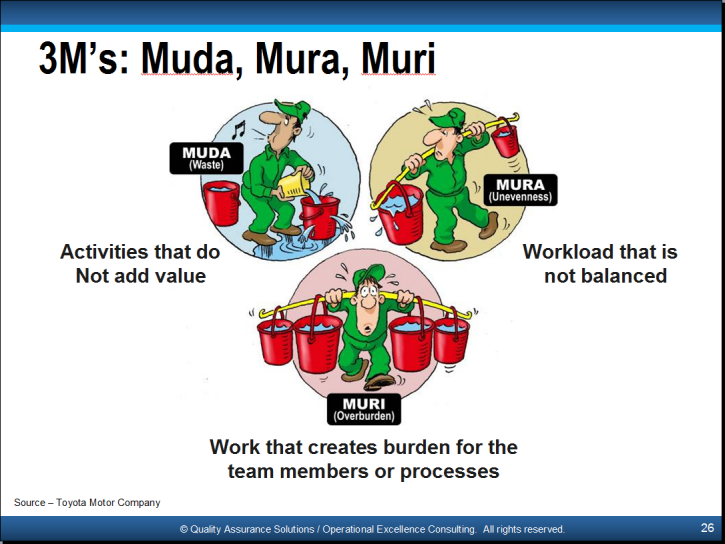 3M's: Muda, Mura, Muri
MUDA
(Waste)
MURA
(Unevenness)
Activities that do
Not add value
Workload that is
not balanced
MURI
(Overburden)
Work that creates burden for the
team members or processes
Source – Toyota Motor Company
© Quality Assurance Solutions / Operational Excellence Consulting.  All rights reserved.
26